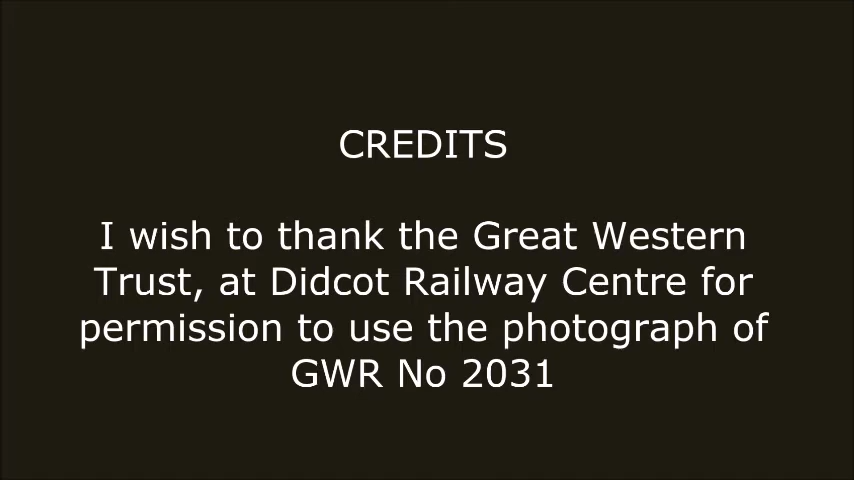 CREDITS
I wish to thank the Great Western
Trust, at Didcot Railway Centre for
permission to use the photograph of
GWR No 2031